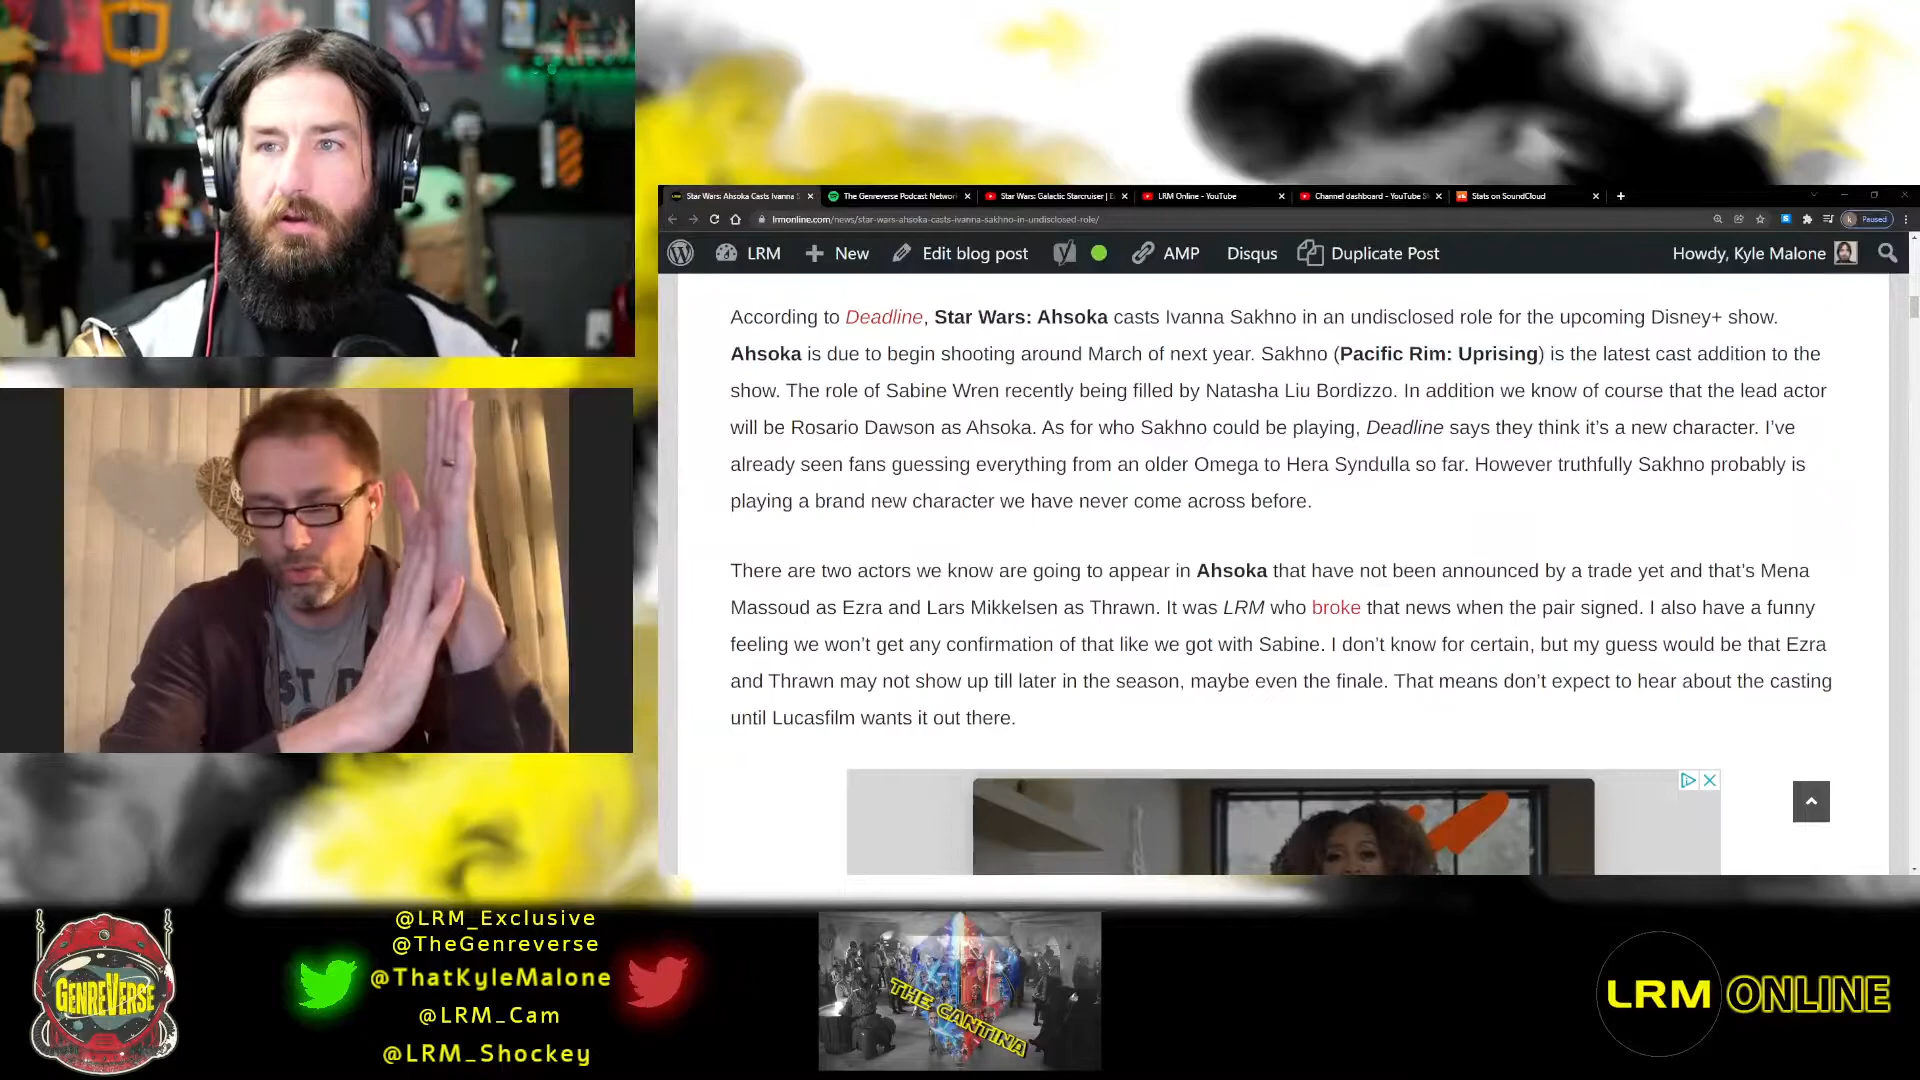 Star Wars: Ahsoka Casts Ivanna S
The Genreverse Podcast Network
Star Wars: Galactic Starcruiser | E
LRM Online - YouTube
Channel dashboard - YouTube S
Stats on SoundCloud
lrmonline.com/news/star-wars-ahsoka-casts-ivanna-sakhno-in-undisclosed-role/
Paused
LRM
New
Edit blog post
AMP
Disqus
Duplicate Post
Howdy, Kyle Malone
According to Deadline, Star Wars: Ahsoka casts Ivanna Sakhno in an undisclosed role for the upcoming Disney+ show.
Ahsoka is due to begin shooting around March of next year. Sakhno (Pacific Rim: Uprising) is the latest cast addition to the
show. The role of Sabine Wren recently being filled by Natasha Liu Bordizzo. In addition we know of course that the lead actor
will be Rosario Dawson as Ahsoka. As for who Sakhno could be playing, Deadline says they think it’s a new character. I’ve
already seen fans guessing everything from an older Omega to Hera Syndulla so far. However truthfully Sakhno probably is
playing a brand new character we have never come across before.
There are two actors we know are going to appear in Ahsoka that have not been announced by a trade yet and that’s Mena
Massoud as Ezra and Lars Mikkelsen as Thrawn. It was LRM who broke that news when the pair signed. I also have a funny
feeling we won’t get any confirmation of that like we got with Sabine. I don’t know for certain, but my guess would be that Ezra
and Thrawn may not show up till later in the season, maybe even the finale. That means don’t expect to hear about the casting
until Lucasfilm wants it out there.
GENREVERSE
@LRM_Exclusive
@TheGenreverse
@ThatKyleMalone
@LRM_Cam
@LRM_Shockey
THE CANTINA
LRM ONLINE